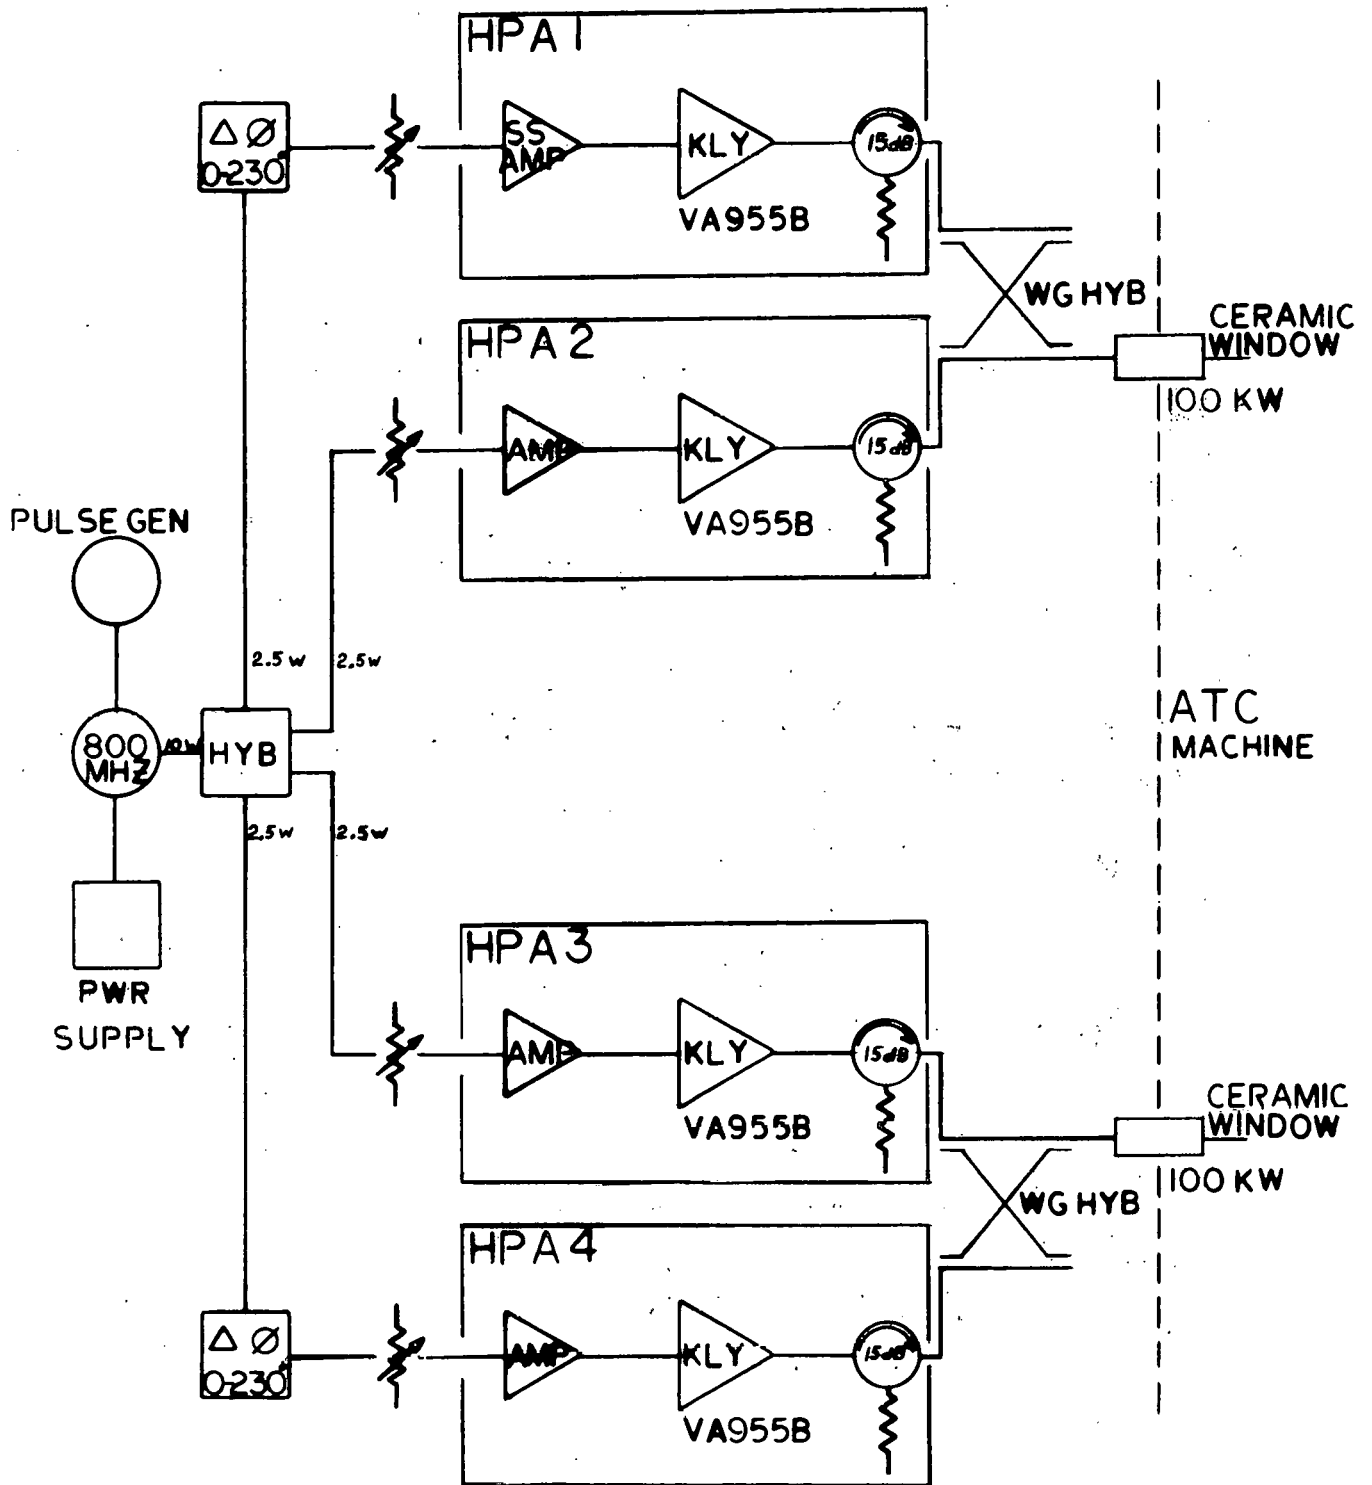 HPA 1
Δ Ø
0-230°
SS
AMP
KLY
15dB
VA955B
WG HYB
HPA 2
CERAMIC
WINDOW
100 KW
AMP
KLY
15dB
VA955B
PULSE GEN
2.5 W
2.5 W
800
MHZ
10W
HYB
ATC
MACHINE
2.5 W
2.5 W
PWR
SUPPLY
HPA 3
AMP
KLY
15dB
VA955B
CERAMIC
WINDOW
100 KW
WG HYB
HPA 4
Δ Ø
0-230°
AMP
KLY
15dB
VA955B